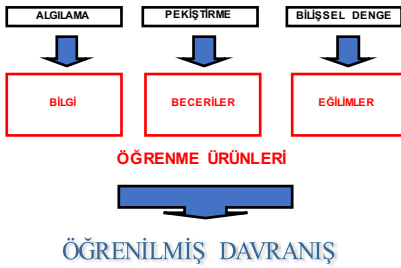 ALGILAMA PEKİŞTİRME BİLİŞSEL DENGE
BİLGİ BECERİLER EĞİLİMLER
ÖĞRENME ÜRÜNLERİ
ÖĞRENİLMİŞ DAVRANIŞ